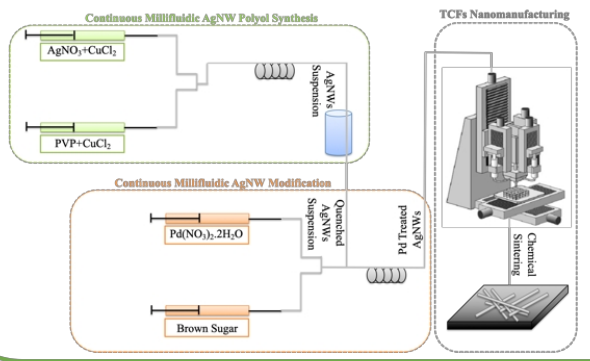 Continuous Millifluidic AgNW Polyol Synthesis
TCFs Nanomanufacturing
AgNO₃+CuCl₂
PVP+CuCl₂
AgNWs
Suspension
Continuous Millifluidic AgNW Modification
Pd(NO₃)₂.2H₂O
Brown Sugar
Quenched
AgNWs
Suspension
Pd Treated
AgNWs
Chemical
Sintering